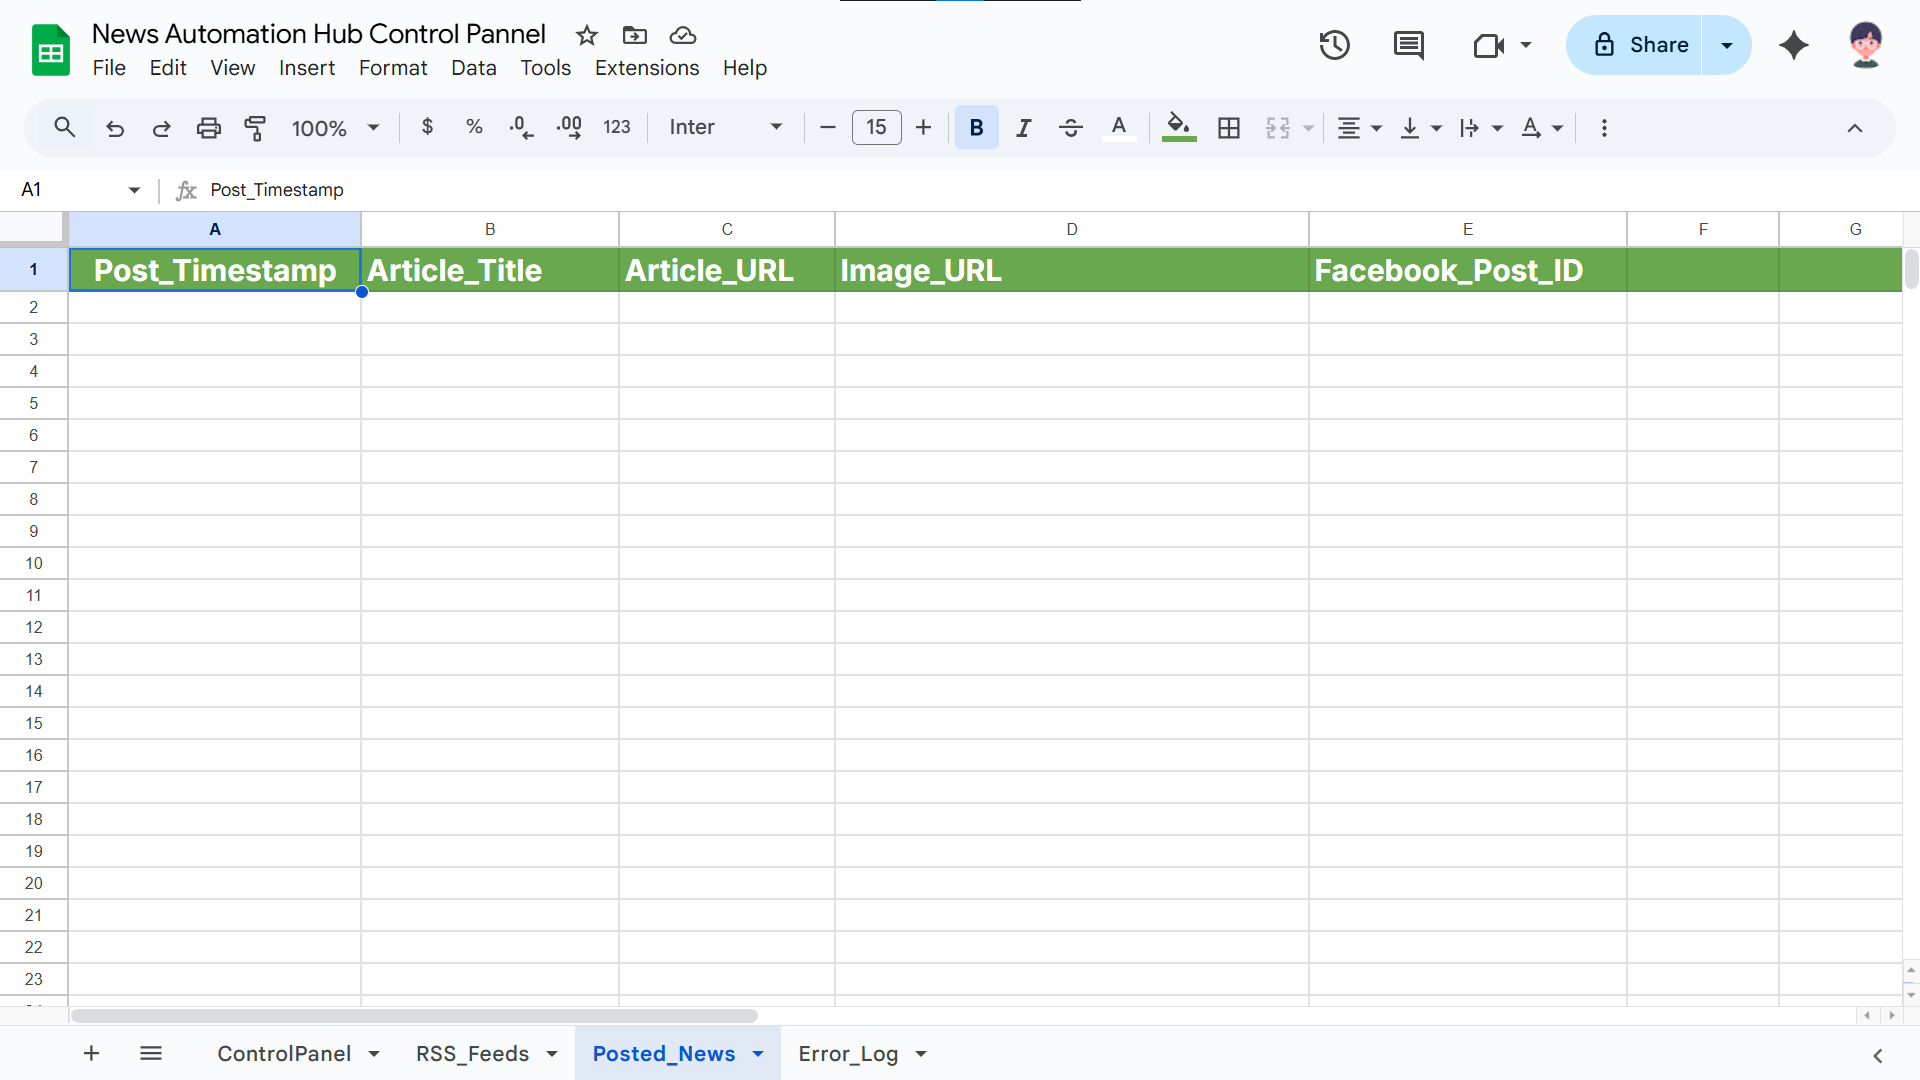 News Automation Hub Control Pannel
File Edit View Insert Format Data Tools Extensions Help
Share
100% $ % .0 .00 123 Inter 15 B I A A
A1 fx Post_Timestamp
A B C D E F G
1 Post_Timestamp Article_Title Article_URL Image_URL Facebook_Post_ID
2
3
4
5
6
7
8
9
10
11
12
13
14
15
16
17
18
19
20
21
22
23
ControlPanel RSS_Feeds Posted_News Error_Log